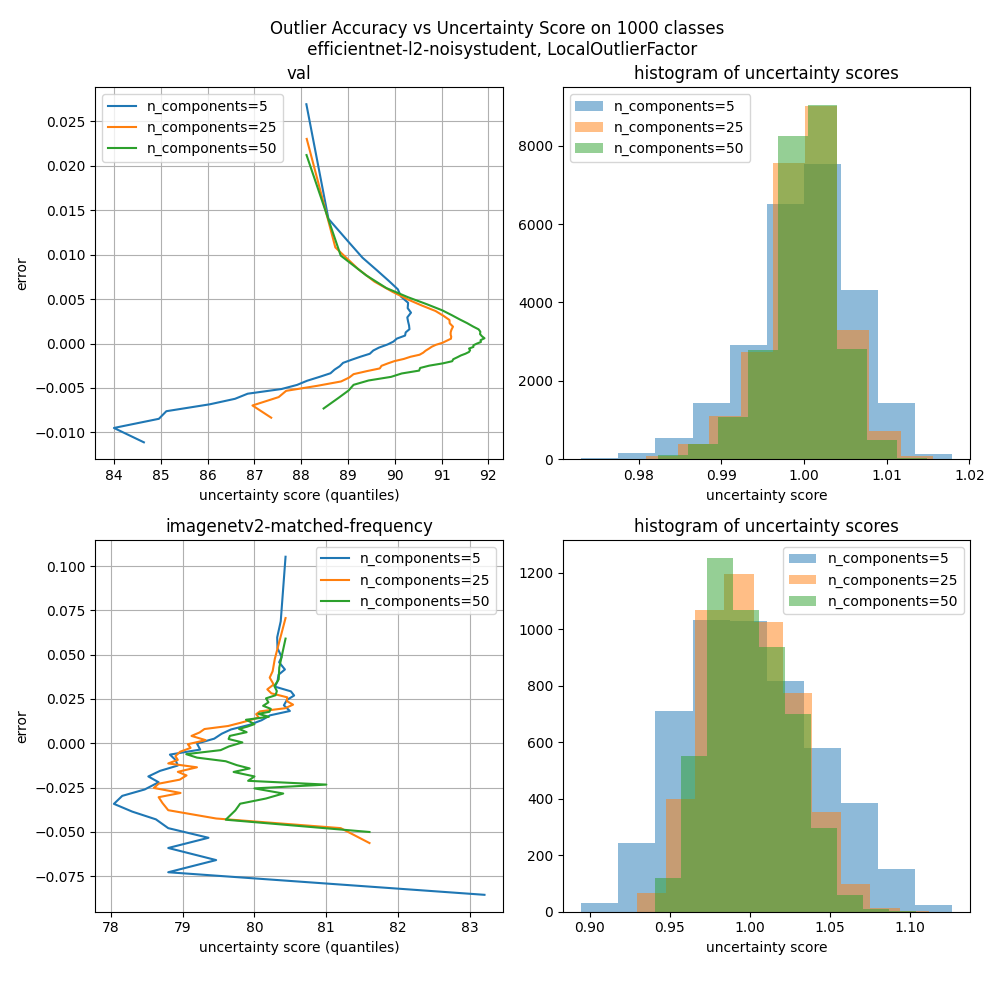 Outlier Accuracy vs Uncertainty Score on 1000 classes
efficientnet-l2-noisystudent, LocalOutlierFactor
val
n_components=5
n_components=25
n_components=50
0.025
0.020
0.015
0.010
0.005
0.000
−0.005
−0.010
error
84 85 86 87 88 89 90 91 92
uncertainty score (quantiles)
histogram of uncertainty scores
n_components=5
n_components=25
n_components=50
8000
6000
4000
2000
0
0.98 0.99 1.00 1.01 1.02
uncertainty score
imagenetv2-matched-frequency
n_components=5
n_components=25
n_components=50
0.100
0.075
0.050
0.025
0.000
−0.025
−0.050
−0.075
error
78 79 80 81 82 83
uncertainty score (quantiles)
histogram of uncertainty scores
n_components=5
n_components=25
n_components=50
1200
1000
800
600
400
200
0
0.90 0.95 1.00 1.05 1.10
uncertainty score